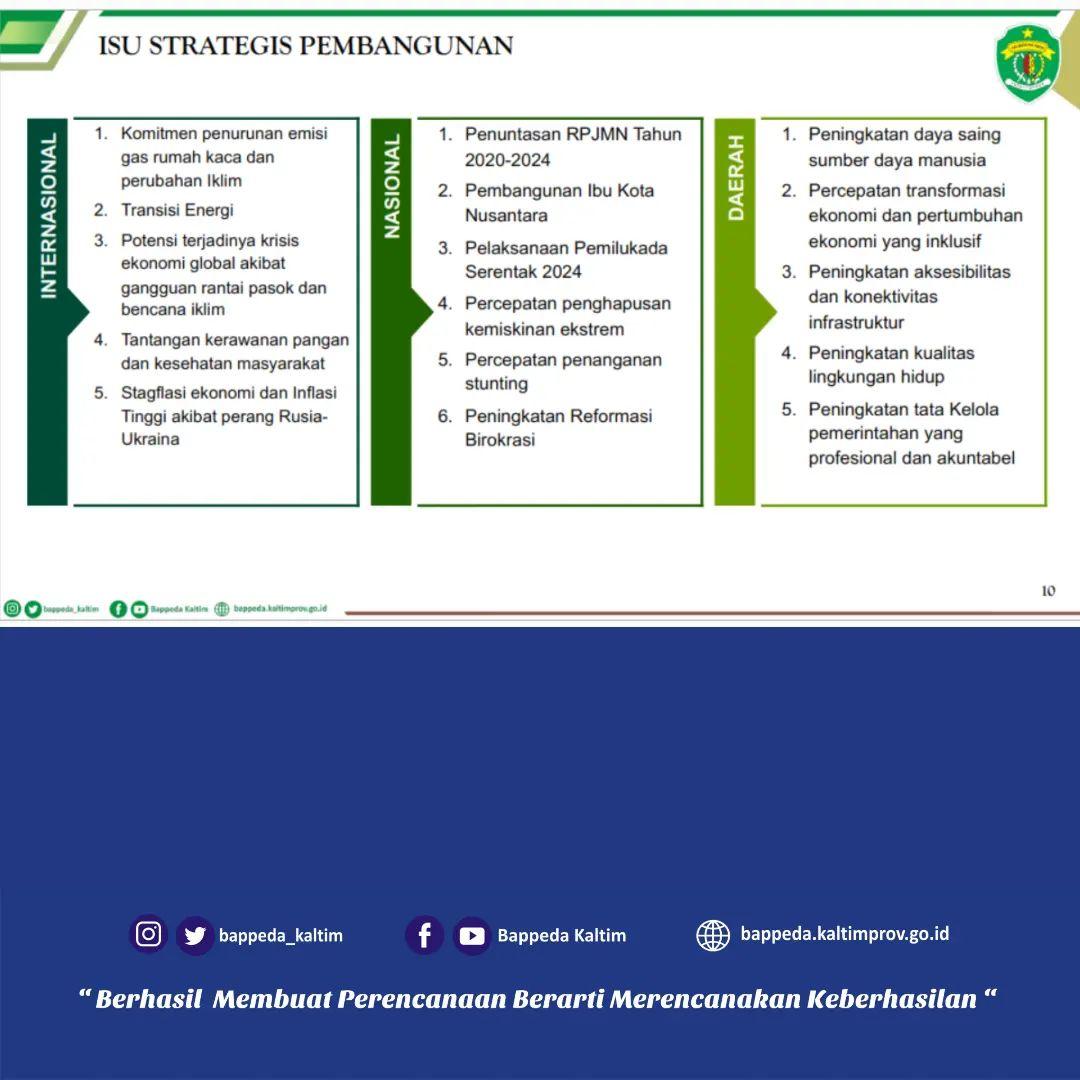 ISU STRATEGIS PEMBANGUNAN
INTERNASIONAL
1. Komitmen penurunan emisi
gas rumah kaca dan
perubahan Iklim
2. Transisi Energi
3. Potensi terjadinya krisis
ekonomi global akibat
gangguan rantai pasok dan
bencana iklim
4. Tantangan kerawanan pangan
dan kesehatan masyarakat
5. Stagflasi ekonomi dan Inflasi
Tinggi akibat perang Rusia-
Ukraina
NASIONAL
1. Penuntasan RPJMN Tahun
2020-2024
2. Pembangunan Ibu Kota
Nusantara
3. Pelaksanaan Pemilukada
Serentak 2024
4. Percepatan penghapusan
kemiskinan ekstrem
5. Percepatan penanganan
stunting
6. Peningkatan Reformasi
Birokrasi
DAERAH
1. Peningkatan daya saing
sumber daya manusia
2. Percepatan transformasi
ekonomi dan pertumbuhan
ekonomi yang inklusif
3. Peningkatan aksesibilitas
dan konektivitas
infrastruktur
4. Peningkatan kualitas
lingkungan hidup
5. Peningkatan tata Kelola
pemerintahan yang
profesional dan akuntabel
10
bappeda_kaltim Bappeda Kaltim bappeda.kaltimprov.go.id
bappeda_kaltim Bappeda Kaltim bappeda.kaltimprov.go.id
“ Berhasil Membuat Perencanaan Berarti Merencanakan Keberhasilan “